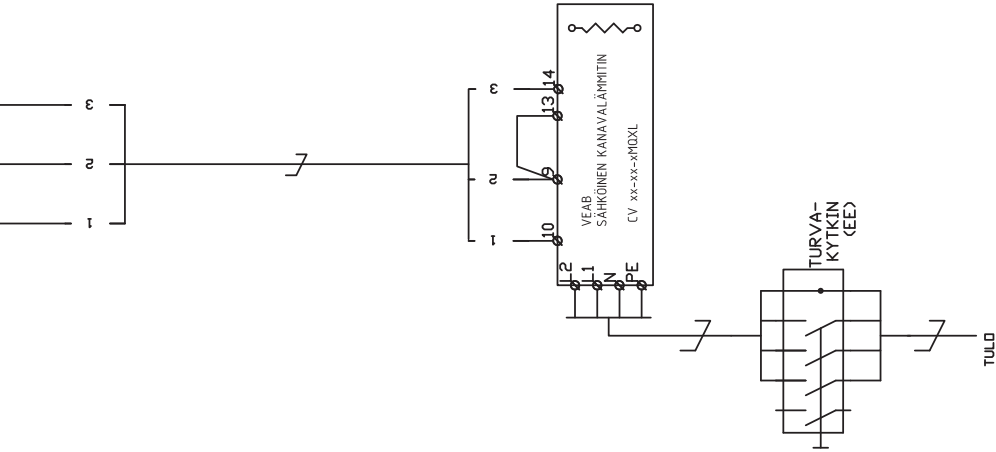 3
2
1
3
2
1
14
13
9
10
VEAB
SÄHKÖINEN KANAVALÄMMITIN
CV xx-xx-xMQXL
L2
L1
N
PE
TURVA-
KYTKIN
(EE)
TULO